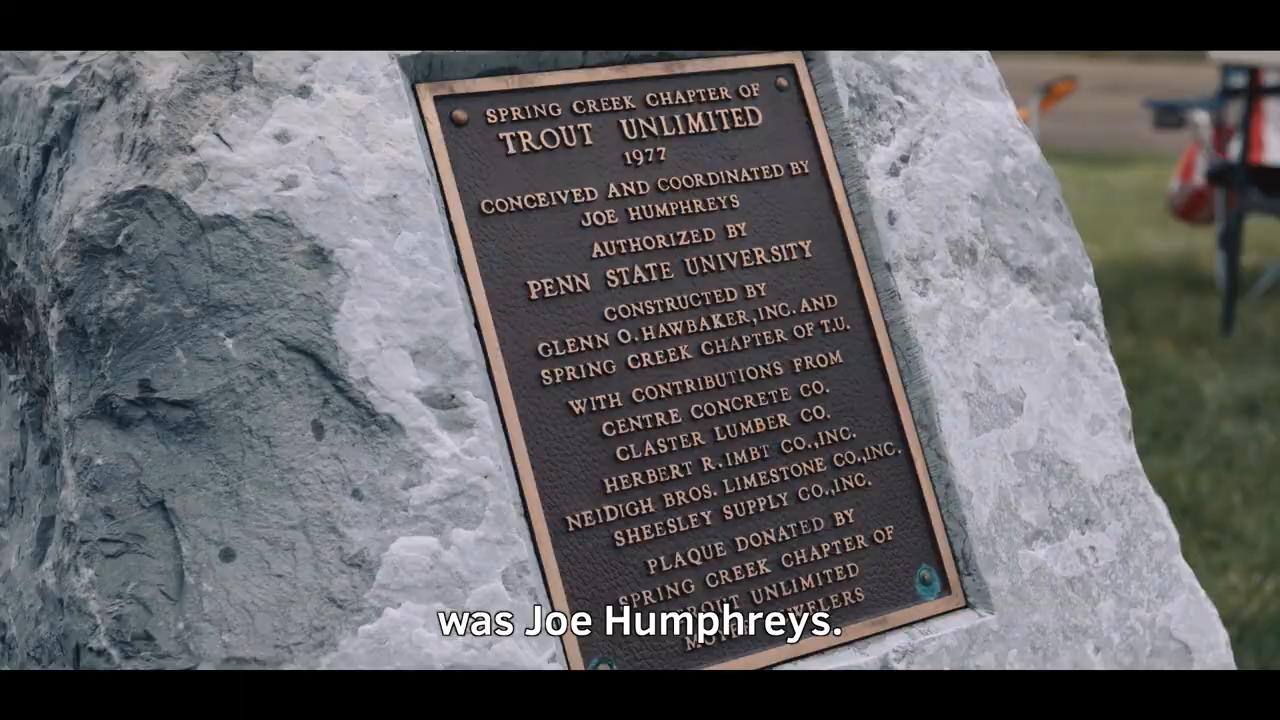 SPRING CREEK CHAPTER OF
TROUT UNLIMITED
1977
CONCEIVED AND COORDINATED BY
JOE HUMPHREYS
AUTHORIZED BY
PENN STATE UNIVERSITY
CONSTRUCTED BY
GLENN O. HAWBAKER, INC. AND
SPRING CREEK CHAPTER OF T.U.
WITH CONTRIBUTIONS FROM
CENTRE CONCRETE CO.
CLASTER LUMBER CO.
HERBERT R. IMBT CO., INC.
NEIDIGH BROS. LIMESTONE CO., INC.
SHEESLEY SUPPLY CO., INC.
PLAQUE DONATED BY
SPRING CREEK CHAPTER OF
TROUT UNLIMITED
was Joe Humphreys.